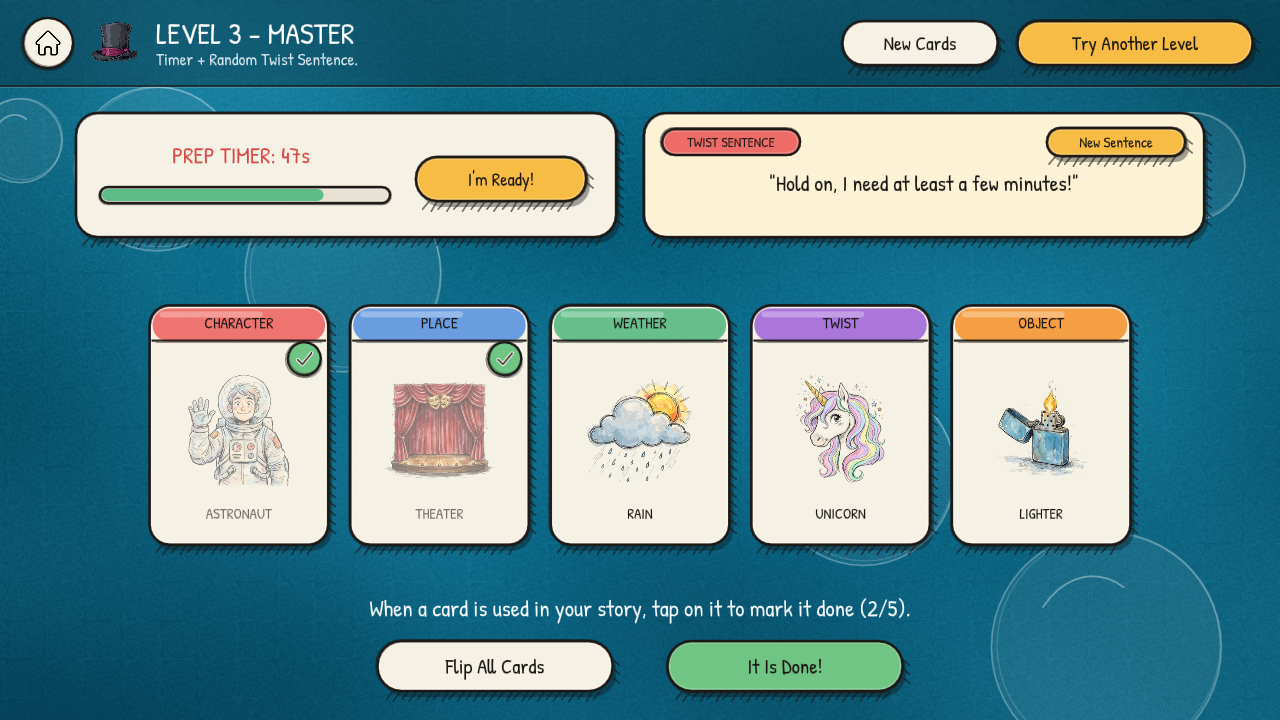 LEVEL 3 – MASTER
Timer + Random Twist Sentence.
New Cards
Try Another Level
PREP TIMER: 47s
I'm Ready!
TWIST SENTENCE
New Sentence
"Hold on, I need at least a few minutes!"
CHARACTER
PLACE
WEATHER
TWIST
OBJECT
ASTRONAUT
THEATER
RAIN
UNICORN
LIGHTER
When a card is used in your story, tap on it to mark it done (2/5).
Flip All Cards
It Is Done!